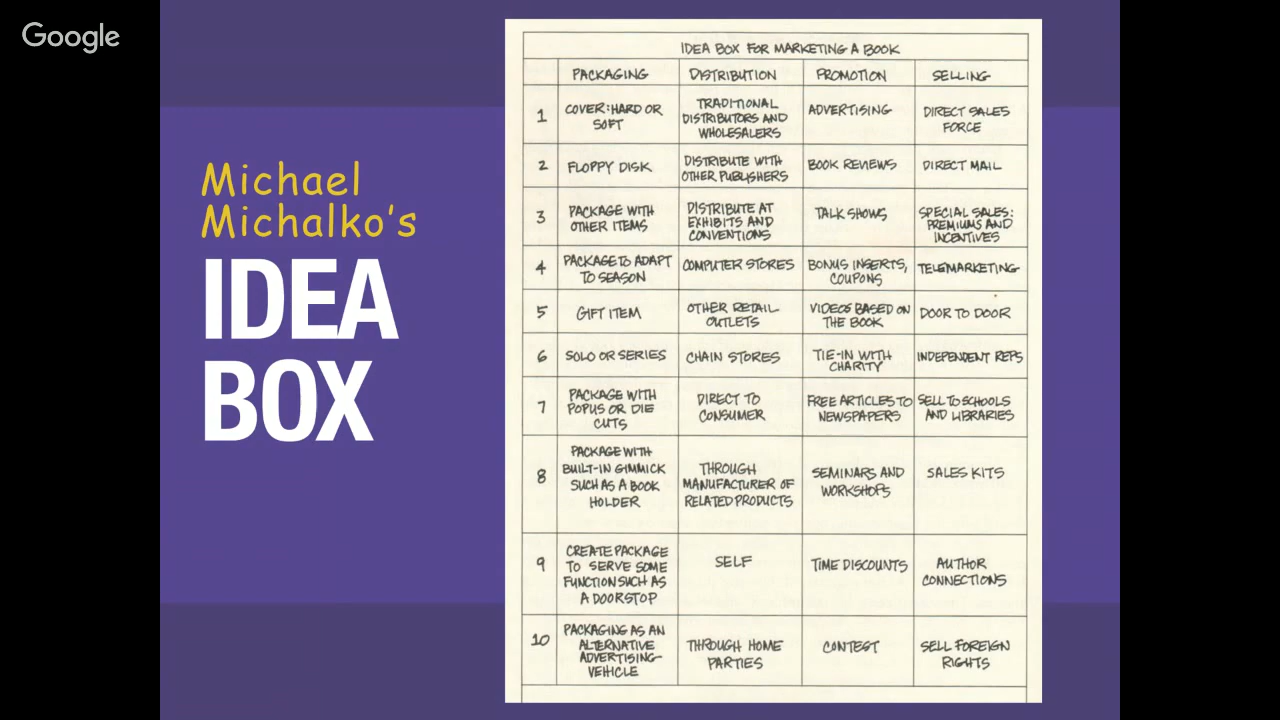 Google
Michael
Michalko's
IDEA
BOX
IDEA BOX FOR MARKETING A BOOK
PACKAGING DISTRIBUTION PROMOTION SELLING
1
COVER: HARD OR
SOFT
TRADITIONAL
DISTRIBUTORS AND
WHOLESALERS
ADVERTISING
DIRECT SALES
FORCE
2
FLOPPY DISK
DISTRIBUTE WITH
OTHER PUBLISHERS
BOOK REVIEWS
DIRECT MAIL
3
PACKAGE WITH
OTHER ITEMS
DISTRIBUTE AT
EXHIBITS AND
CONVENTIONS
TALK SHOWS
SPECIAL SALES:
PREMIUMS AND
INCENTIVES
4
PACKAGE TO ADAPT
TO SEASON
COMPUTER STORES
BONUS INSERTS,
COUPONS
TELEMARKETING
5
GIFT ITEM
OTHER RETAIL
OUTLETS
VIDEOS BASED ON
THE BOOK
DOOR TO DOOR
6
SOLO OR SERIES
CHAIN STORES
TIE-IN WITH
CHARITY
INDEPENDENT REPS
7
PACKAGE WITH
POPUS OR DIE
CUTS
DIRECT TO
CONSUMER
FREE ARTICLES TO
NEWSPAPERS
SELL TO SCHOOLS
AND LIBRARIES
8
PACKAGE WITH
BUILT-IN GIMMICK
SUCH AS A BOOK
HOLDER
THROUGH
MANUFACTURER OF
RELATED PRODUCTS
SEMINARS AND
WORKSHOPS
SALES KITS
9
CREATE PACKAGE
TO SERVE SOME
FUNCTION SUCH AS
A DOORSTOP
SELF
TIME DISCOUNTS
AUTHOR
CONNECTIONS
10
PACKAGING AS AN
ALTERNATIVE
ADVERTISING
VEHICLE
THROUGH HOME
PARTIES
CONTEST
SELL FOREIGN
RIGHTS